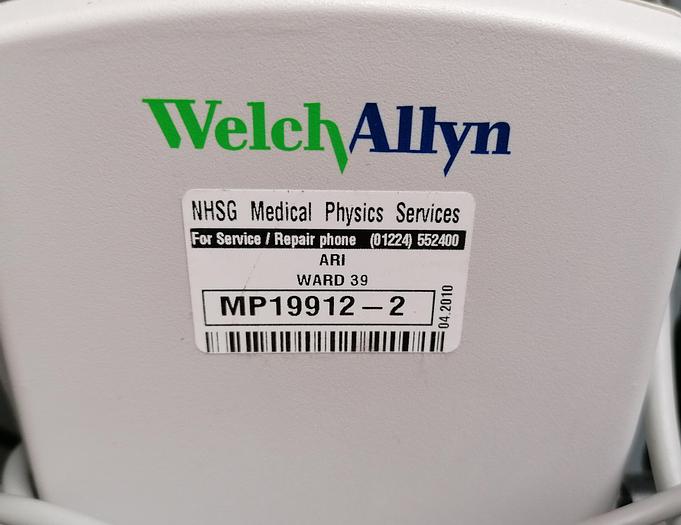 WelchAllyn
NHSG Medical Physics Services
For Service / Repair phone (01224) 552400
ARI
WARD 39
MP19912-2
04.2010